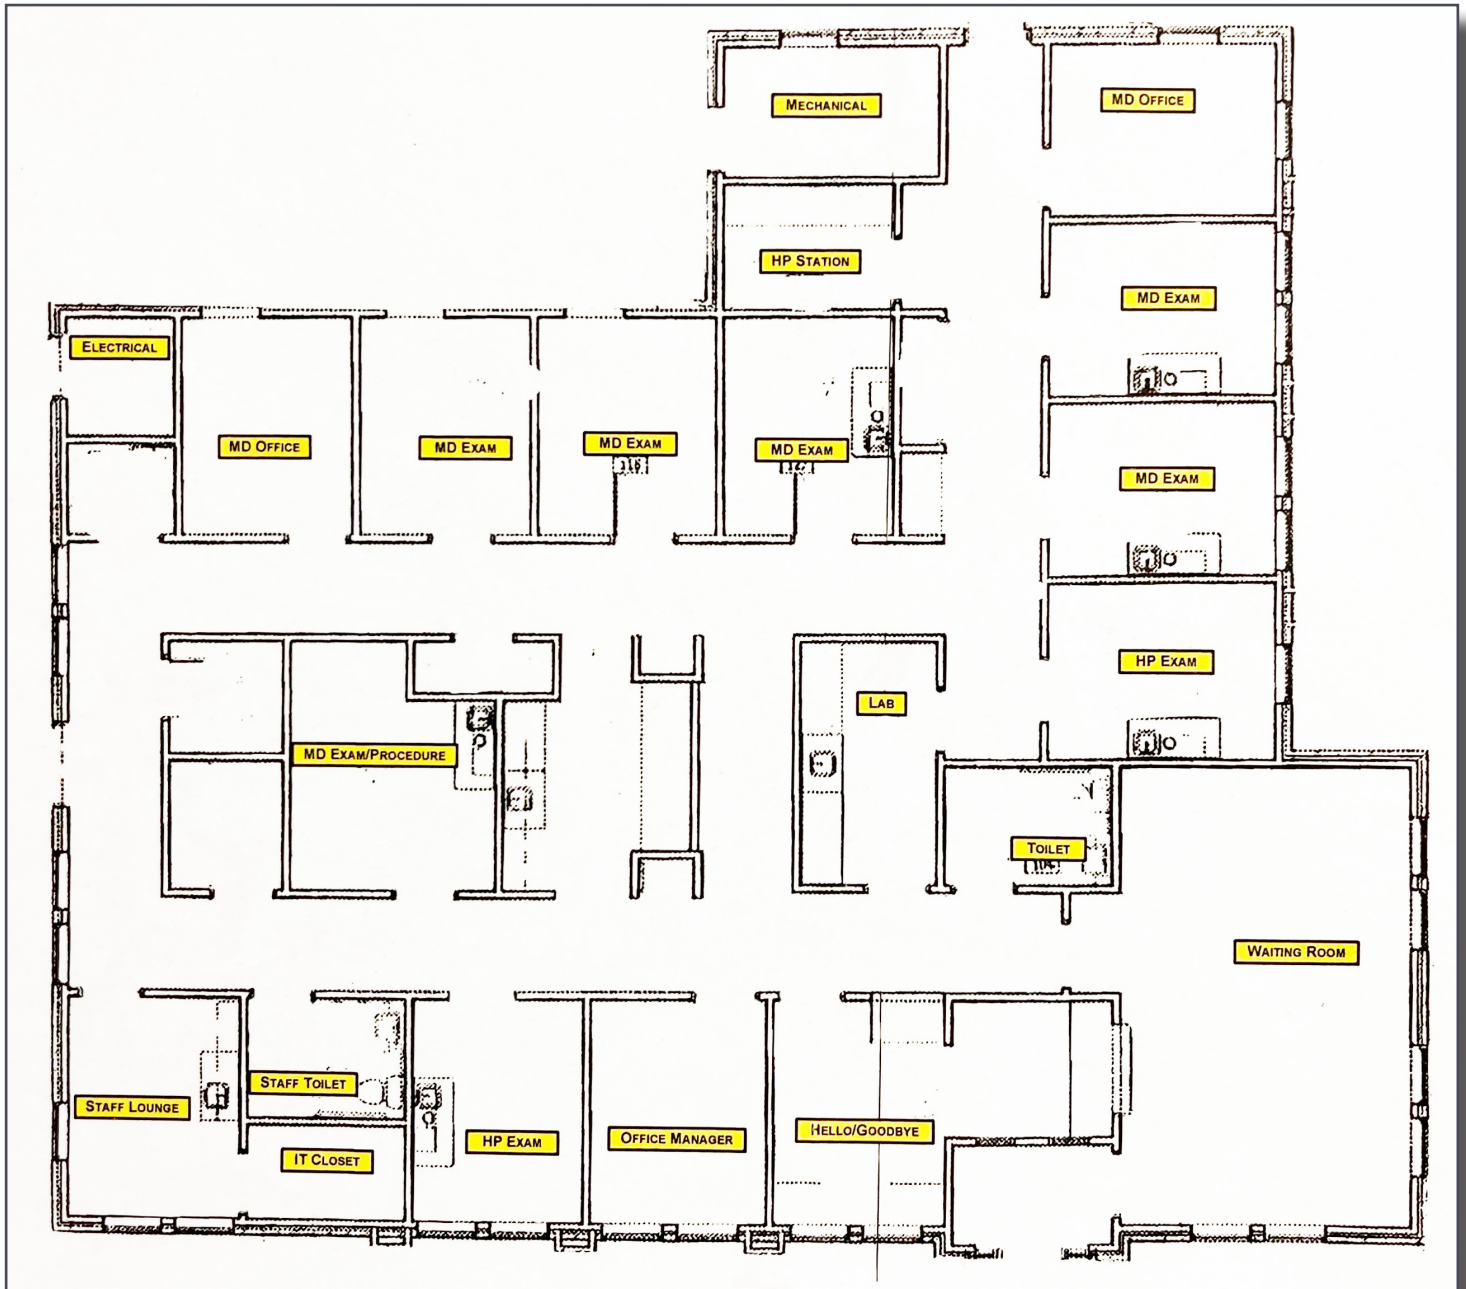 MECHANICAL
MD OFFICE
HP STATION
MD EXAM
ELECTRICAL
MD OFFICE
MD EXAM
MD EXAM
116
MD EXAM
MD EXAM
HP EXAM
LAB
MD EXAM/PROCEDURE
TOILET
104
WAITING ROOM
STAFF TOILET
STAFF LOUNGE
HELLO/GOODBYE
OFFICE MANAGER
HP EXAM
IT CLOSET